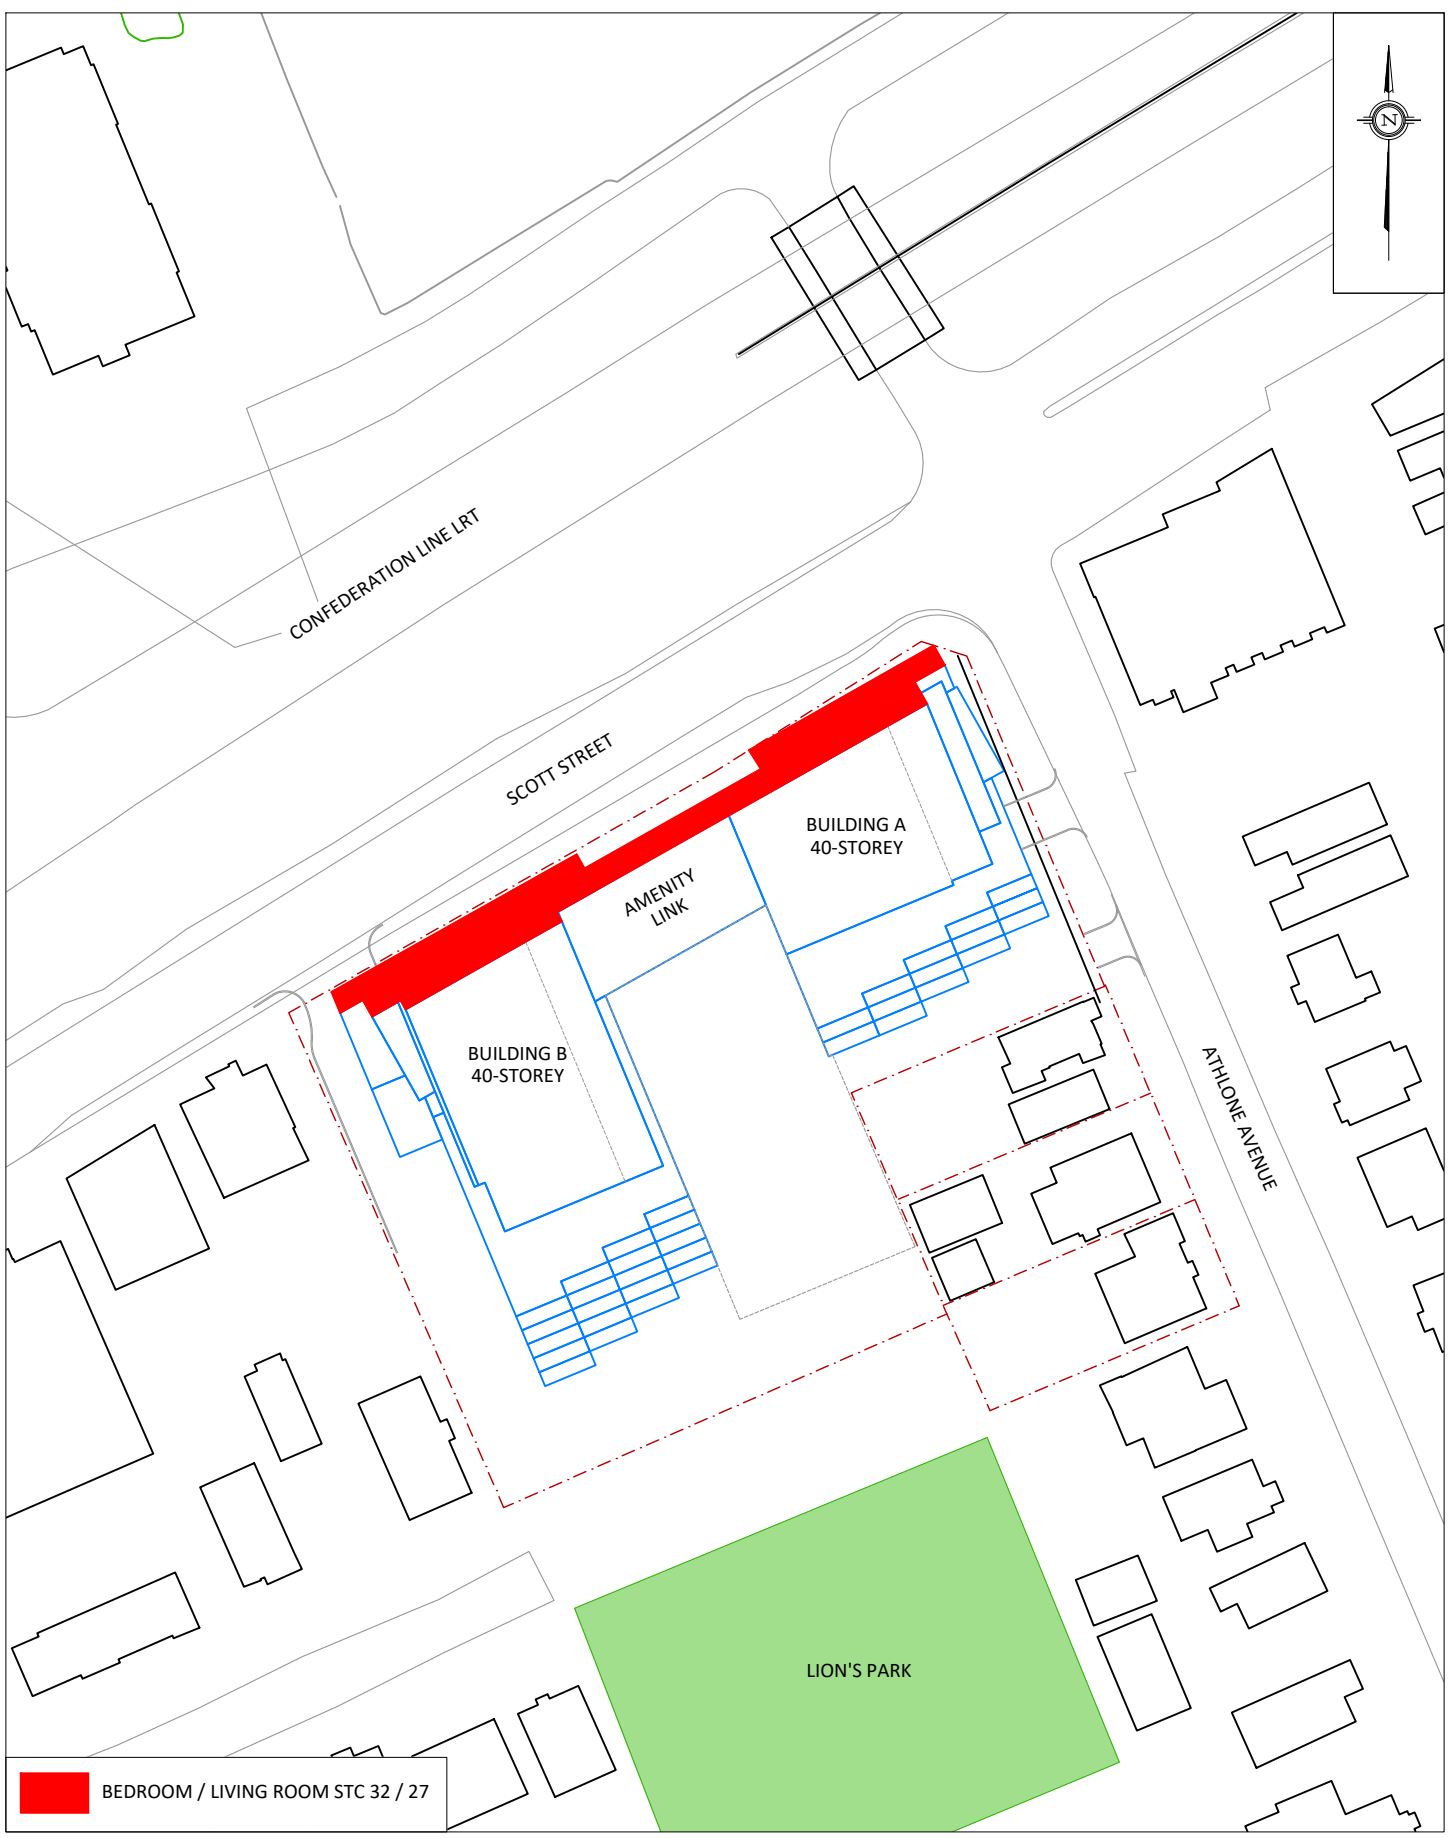 N
CONFEDERATION LINE LRT
SCOTT STREET
BUILDING A
40-STOREY
AMENITY
LINK
BUILDING B
40-STOREY
ATHLONE AVENUE
LION'S PARK
BEDROOM / LIVING ROOM STC 32 / 27